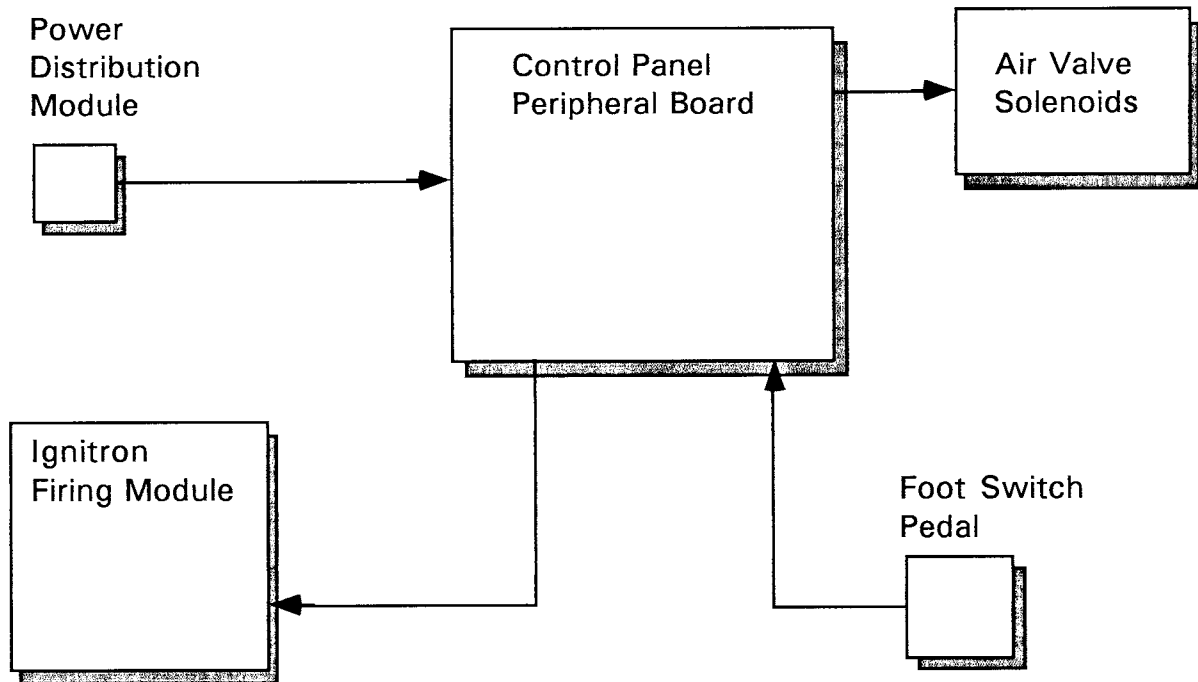 Power
Distribution
Module
Control Panel
Peripheral Board
Air Valve
Solenoids
Ignitron
Firing Module
Foot Switch
Pedal